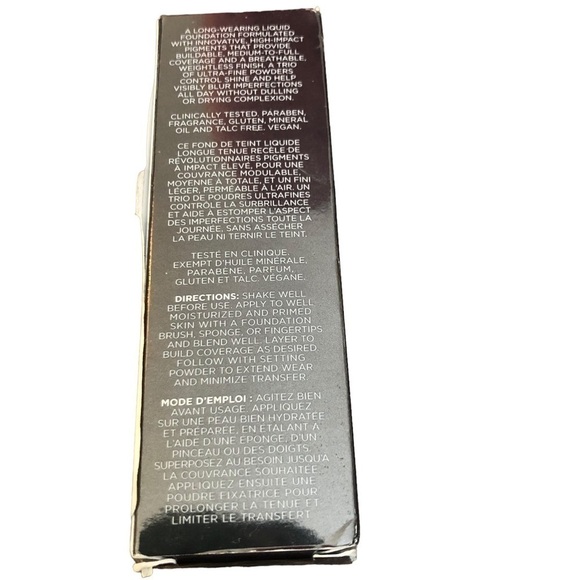 A LONG-WEARING LIQUID
FOUNDATION FORMULATED
WITH INNOVATIVE, HIGH-IMPACT
PIGMENTS THAT PROVIDE
BUILDABLE, MEDIUM-TO-FULL
COVERAGE AND A BREATHABLE,
WEIGHTLESS FINISH. A TRIO
OF ULTRA-FINE POWDERS
CONTROL SHINE AND HELP
VISIBLY BLUR IMPERFECTIONS
ALL DAY WITHOUT DULLING
OR DRYING COMPLEXION.
CLINICALLY TESTED. PARABEN,
FRAGRANCE, GLUTEN, MINERAL
OIL AND TALC FREE. VEGAN.
CE FOND DE TEINT LIQUIDE
LONGUE TENUE RECÈLE DE
RÉVOLUTIONNAIRES PIGMENTS
À IMPACT ÉLEVÉ, POUR UNE
COUVRANCE MODULABLE,
MOYENNE À TOTALE, ET UN FINI
LÉGER, PERMÉABLE À L'AIR. UN
TRIO DE POUDRES ULTRAFINES
CONTRÔLE LA SURBRILLANCE
ET AIDE À ESTOMPER L'ASPECT
DES IMPERFECTIONS TOUTE LA
JOURNÉE, SANS ASSÉCHER
LA PEAU NI TERNIR LE TEINT.
TESTÉ EN CLINIQUE.
EXEMPT D'HUILE MINÉRALE,
PARABÈNE, PARFUM,
GLUTEN ET TALC. VÉGANE.
DIRECTIONS: SHAKE WELL
BEFORE USE. APPLY TO WELL
MOISTURIZED AND PRIMED
SKIN WITH A FOUNDATION
BRUSH, SPONGE, OR FINGERTIPS
AND BLEND WELL. LAYER TO
BUILD COVERAGE AS DESIRED.
FOLLOW WITH SETTING
POWDER TO EXTEND WEAR
AND MINIMIZE TRANSFER.
MODE D'EMPLOI : AGITEZ BIEN
AVANT USAGE. APPLIQUEZ
SUR UNE PEAU BIEN HYDRATÉE
ET PRÉPARÉE, EN ÉTALANT À
L'AIDE D'UNE ÉPONGE, D'UN
PINCEAU OU DES DOIGTS.
SUPERPOSEZ AU BESOIN JUSQU'À
LA COUVRANCE SOUHAITÉE.
APPLIQUEZ ENSUITE UNE
POUDRE FIXATRICE POUR
PROLONGER LA TENUE ET
LIMITER LE TRANSFERT.